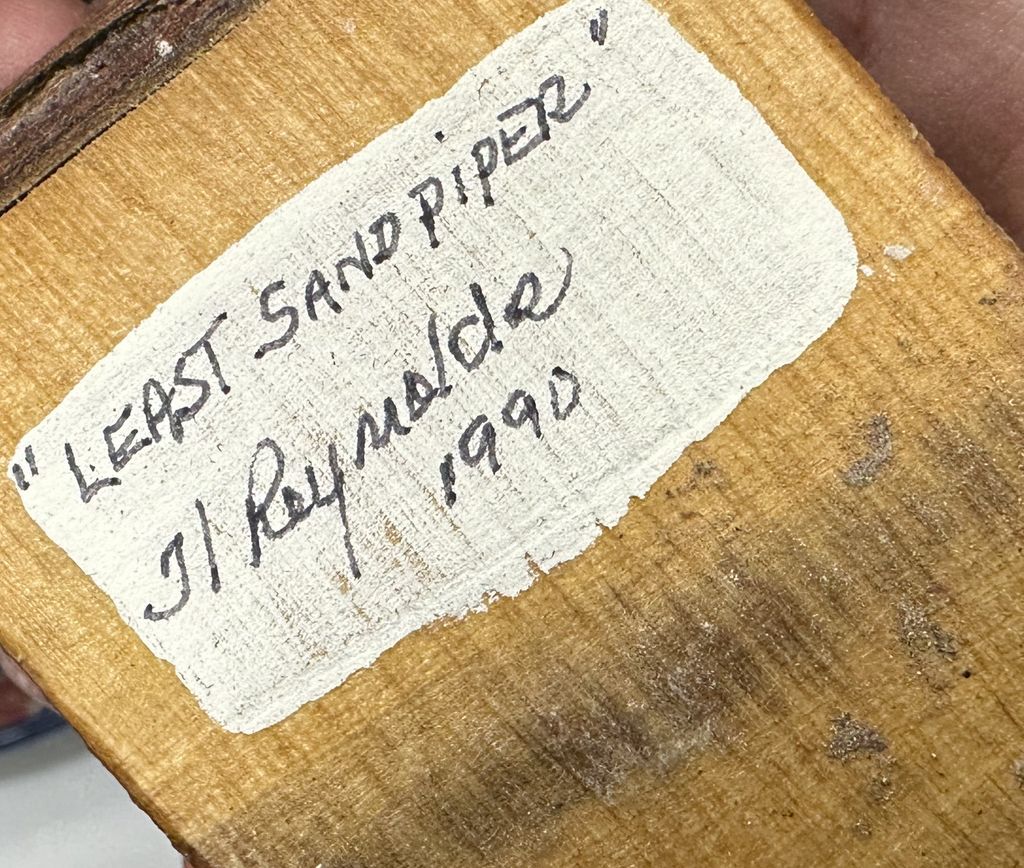 "LEAST SANDPIPER"
Reynolds
1990